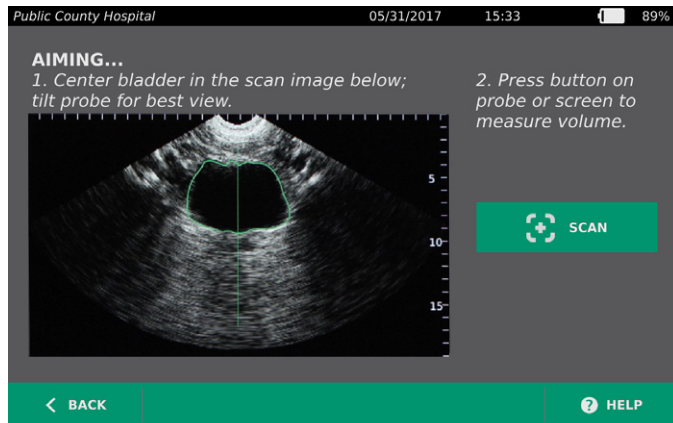 Public County Hospital 05/31/2017 15:33 89%
AIMING...
1. Center bladder in the scan image below;
tilt probe for best view.
2. Press button on
probe or screen to
measure volume.
5
10
15
SCAN
BACK
HELP